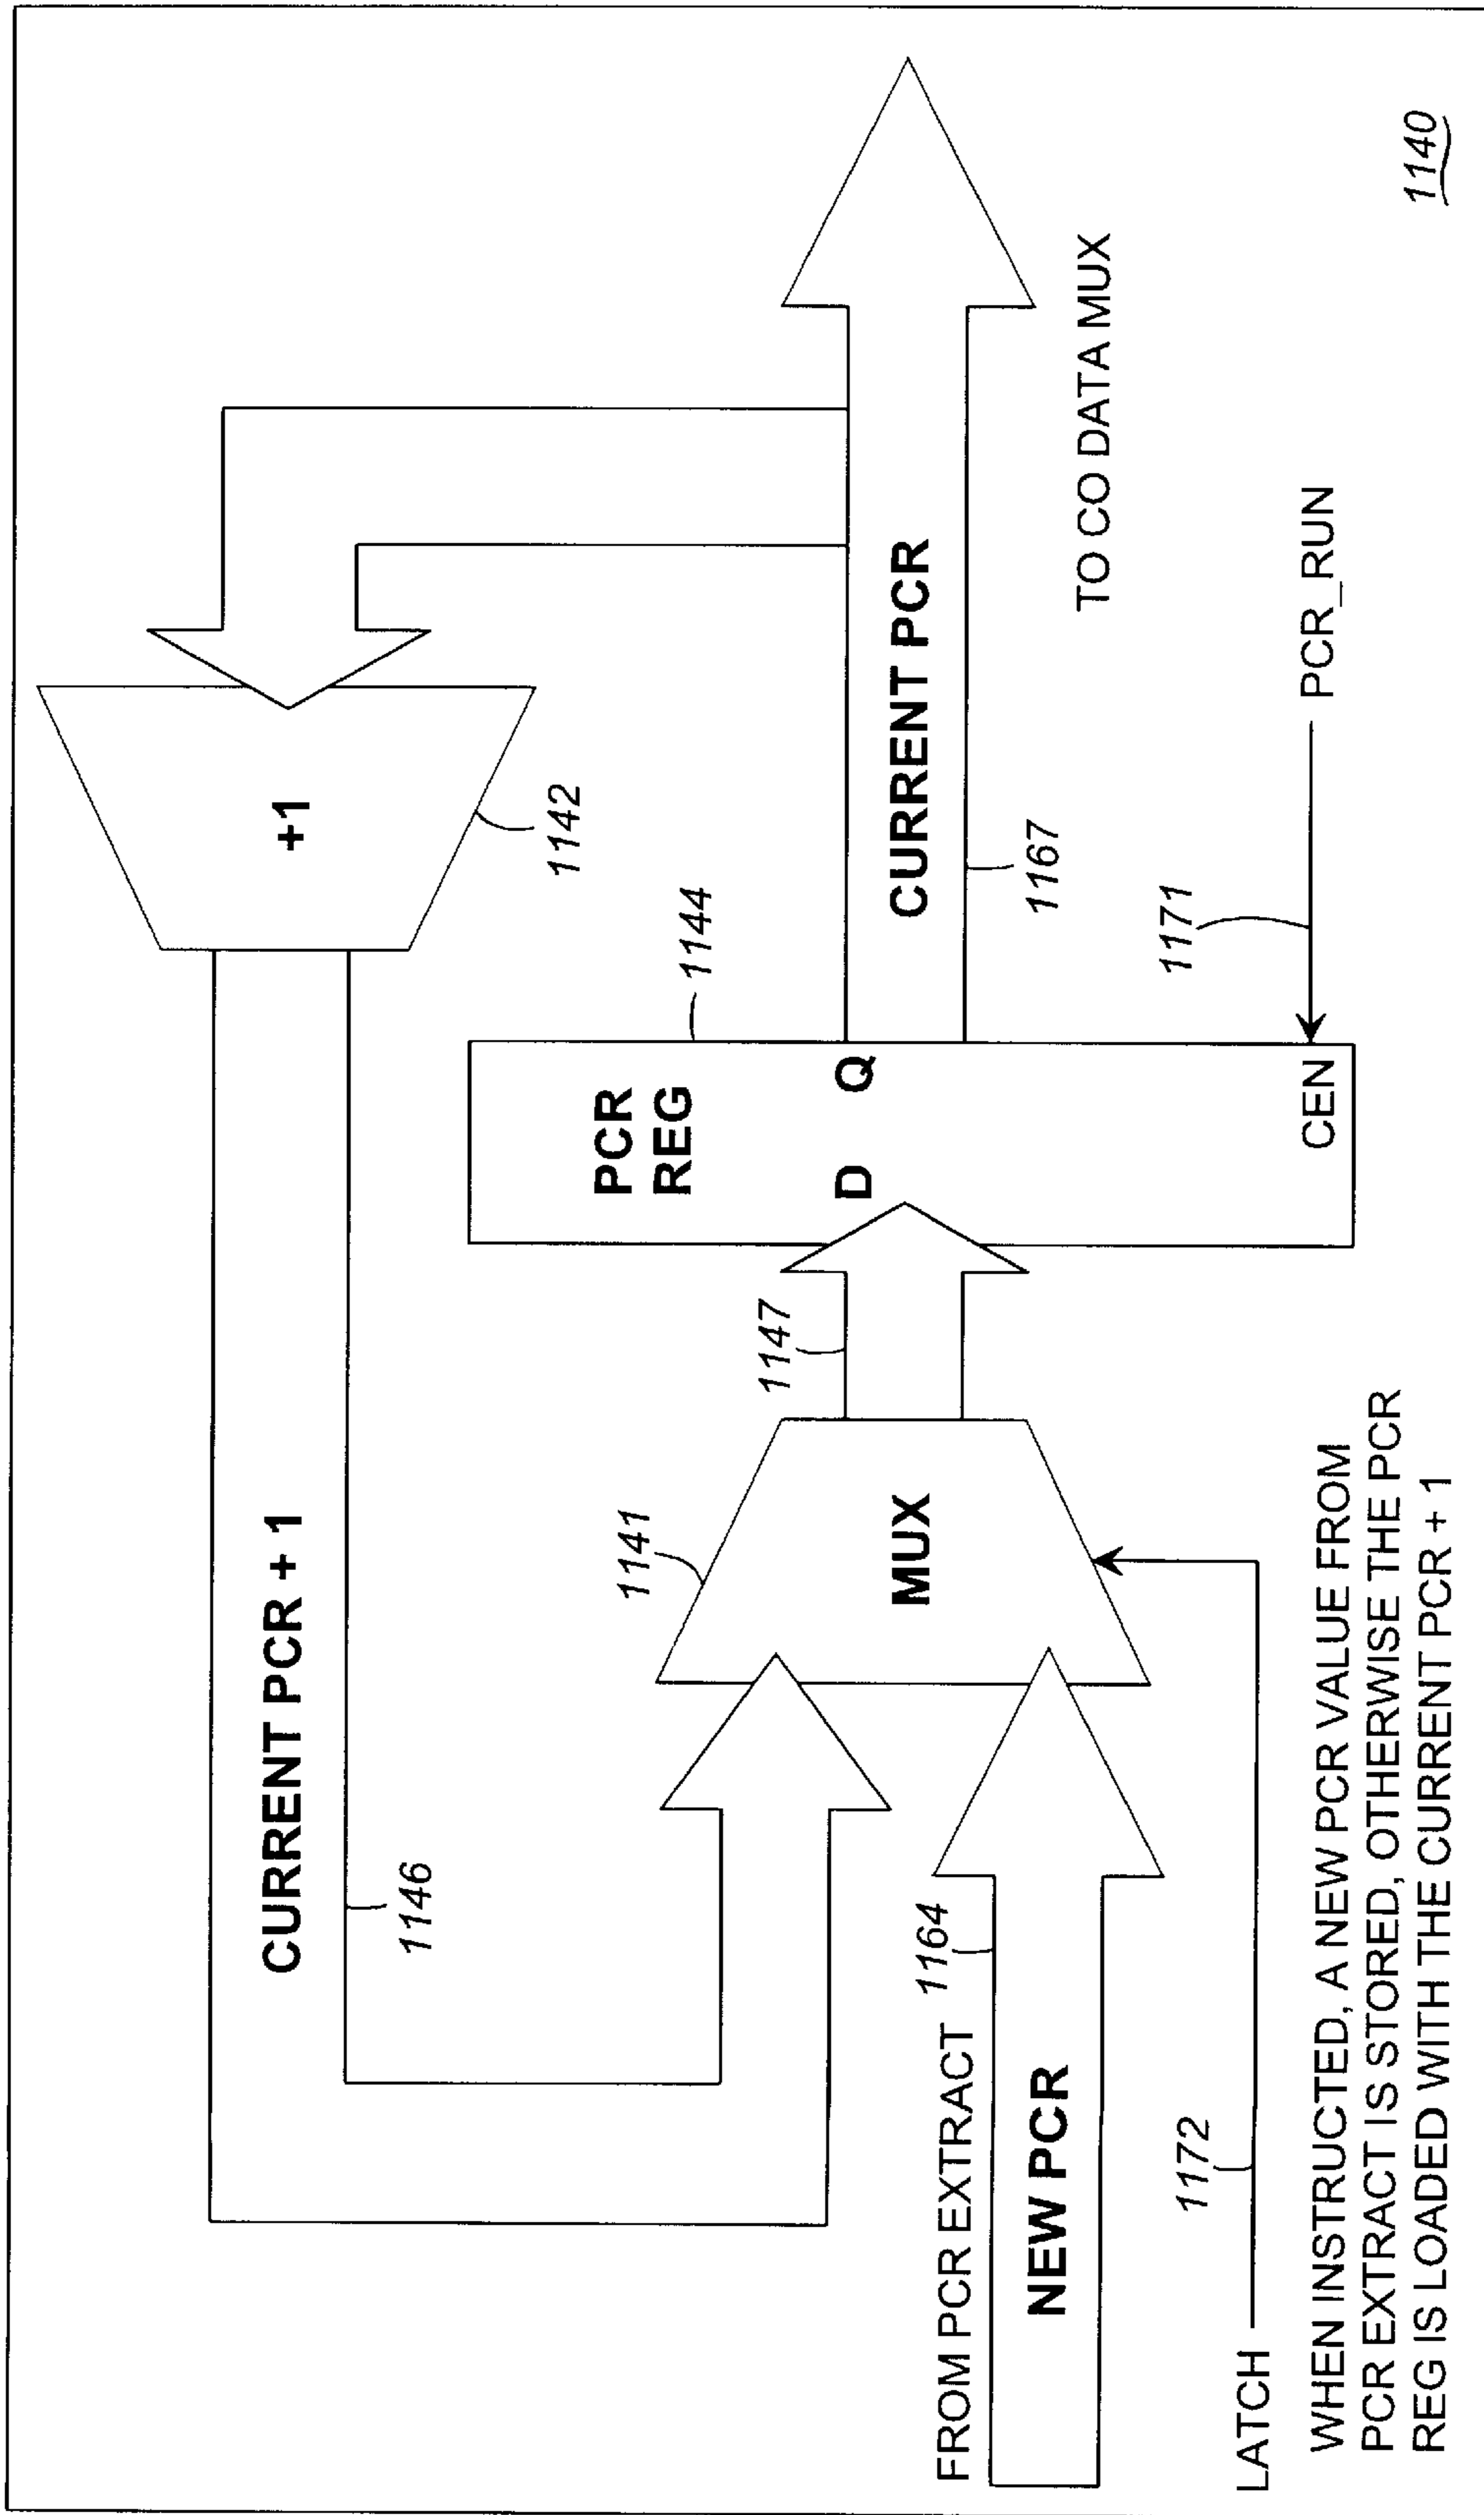 CURRENT PCR + 1
1146
+1
1142
PCR
REG
1144
D Q
CEN
1141
MUX
1147
CURRENT PCR
1167
TO CO DATA MUX
FROM PCR EXTRACT 1164
NEW PCR
1171
PCR_RUN
1172
LATCH
WHEN INSTRUCTED, A NEW PCR VALUE FROM
PCR EXTRACT IS STORED, OTHERWISE THE PCR
REG IS LOADED WITH THE CURRENT PCR + 1
1140